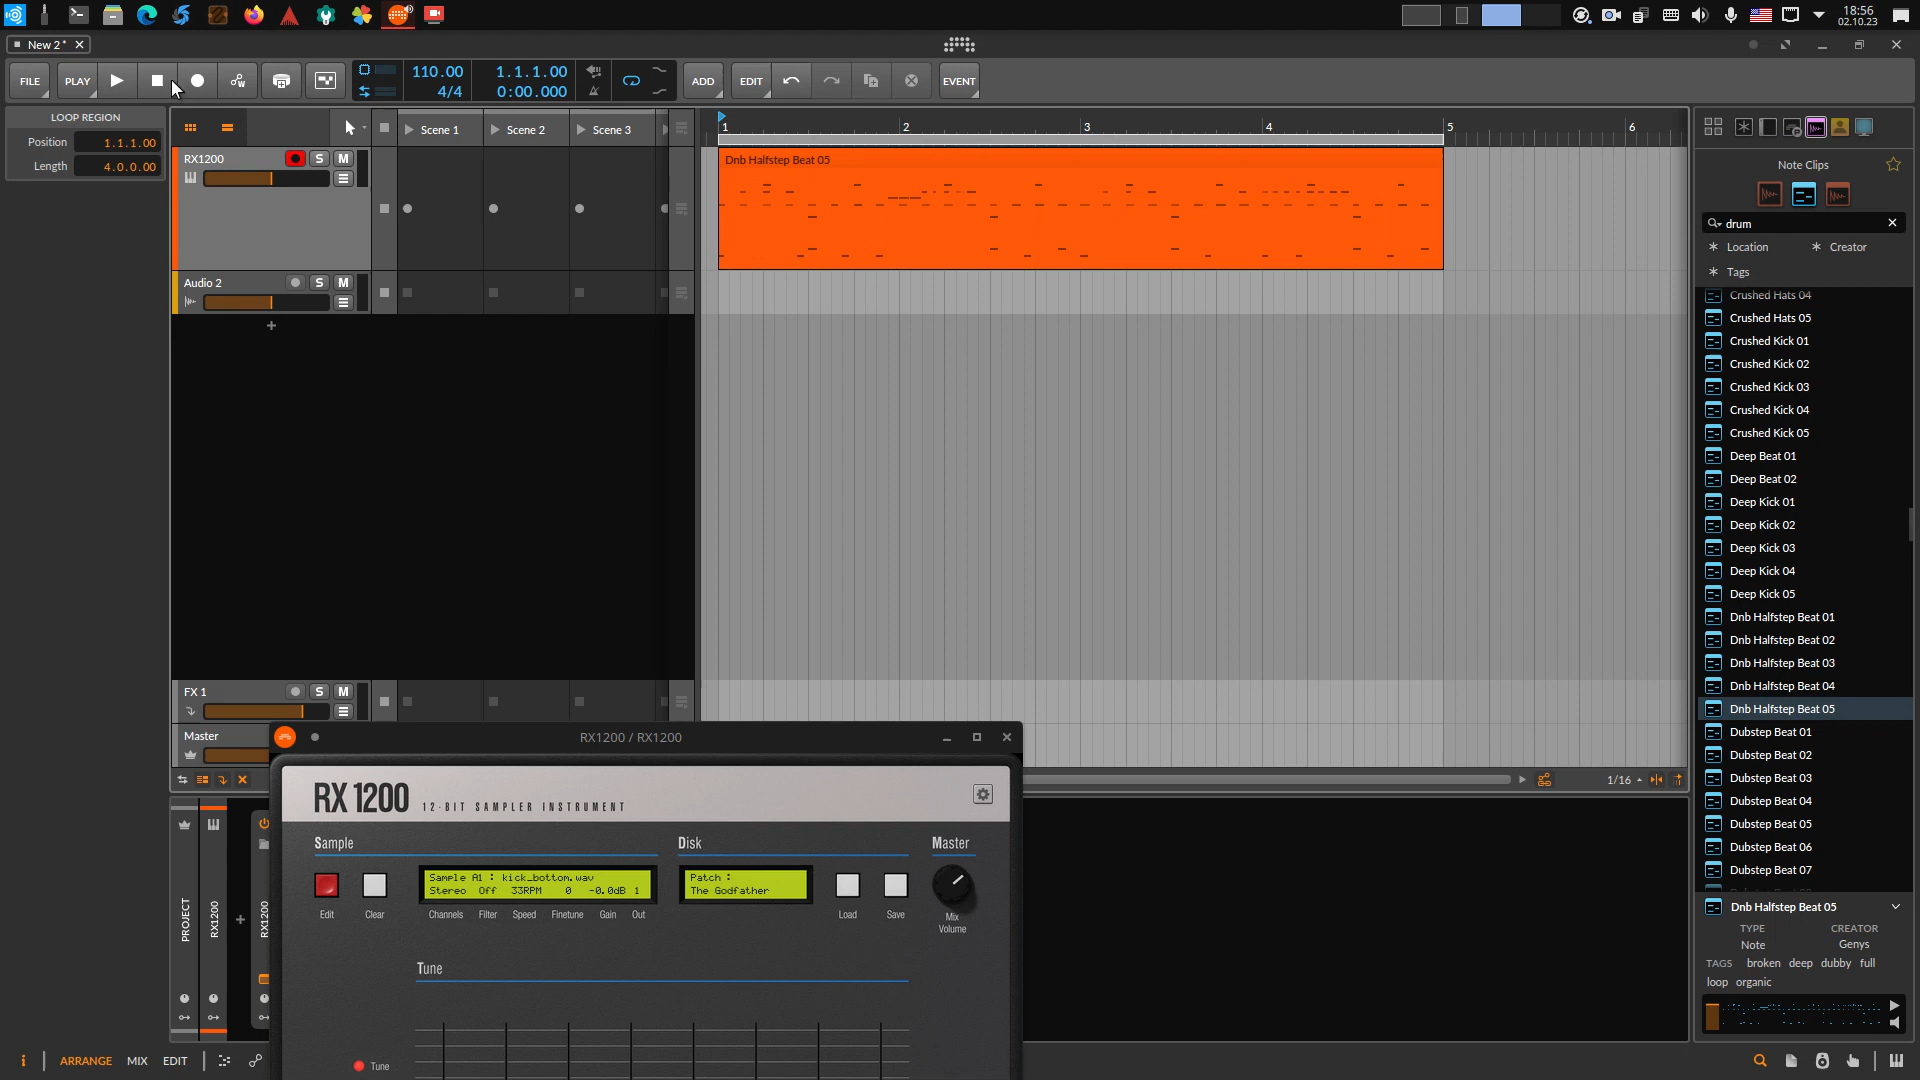 18:56
02.10.23
New 2*
FILE
PLAY
110.00
4/4
1.1.1.00
0:00.000
ADD
EDIT
EVENT
LOOP REGION
Position 1.1.1.00
Length 4.0.0.00
Scene 1
Scene 2
Scene 3
1 2 3 4 5 6
RX1200
S M
Dnb Halfstep Beat 05
Audio 2
S M
FX 1
S M
Master
1/16
Note Clips
drum
Location
Creator
Tags
Crushed Hats 04
Crushed Hats 05
Crushed Kick 01
Crushed Kick 02
Crushed Kick 03
Crushed Kick 04
Crushed Kick 05
Deep Beat 01
Deep Beat 02
Deep Kick 01
Deep Kick 02
Deep Kick 03
Deep Kick 04
Deep Kick 05
Dnb Halfstep Beat 01
Dnb Halfstep Beat 02
Dnb Halfstep Beat 03
Dnb Halfstep Beat 04
Dnb Halfstep Beat 05
Dubstep Beat 01
Dubstep Beat 02
Dubstep Beat 03
Dubstep Beat 04
Dubstep Beat 05
Dubstep Beat 06
Dubstep Beat 07
Dnb Halfstep Beat 05
TYPE CREATOR
Note Genys
TAGS broken deep dubby full
loop organic
RX1200 / RX1200
RX1200 12-BIT SAMPLER INSTRUMENT
Sample
Disk
Master
Sample A1 : kick_bottom.wav
Stereo Off 33RPM 0 -0.0dB 1
Patch :
The Godfather
Edit
Clear
Channels Filter Speed Finetune Gain Out
Load
Save
Mix
Volume
Tune
Tune
PROJECT
RX1200
RX1200
ARRANGE MIX EDIT